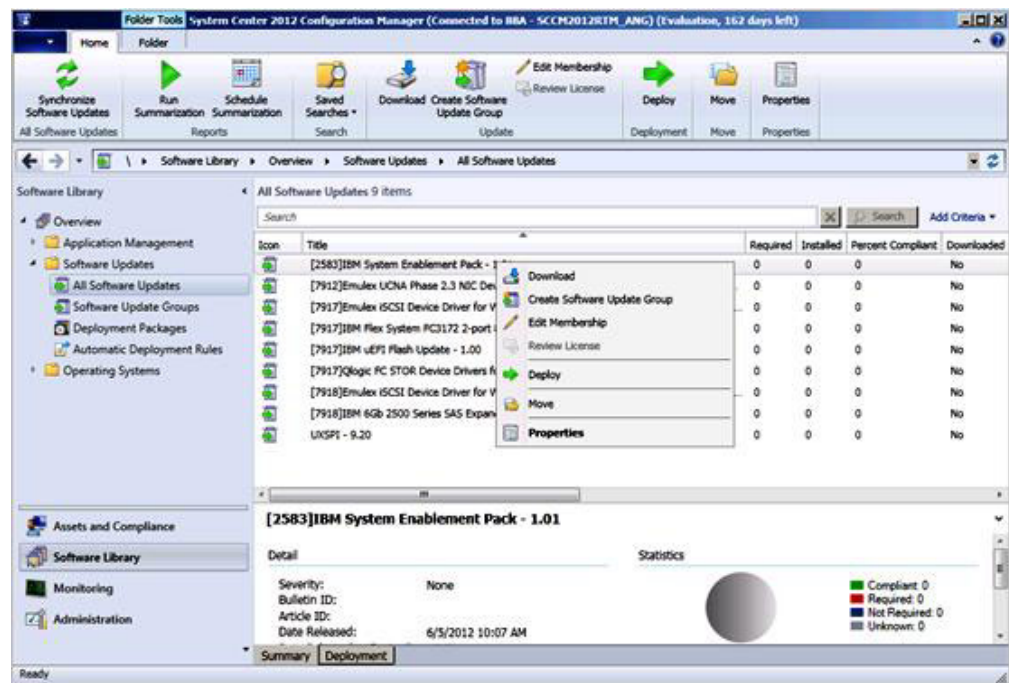 Folder Tools System Center 2012 Configuration Manager (Connected to BBA - SCCM2012RTM_ANG) (Evaluation, 162 days left)
Home Folder
Synchronize Software Updates
Run Summarization
Schedule Summarization
Saved Searches
Download
Create Software Update Group
Edit Membership
Review License
Deploy
Move
Properties
All Software Updates Reports Search Update Deployment Move Properties
\ Software Library Overview Software Updates All Software Updates
Software Library
Overview
Application Management
Software Updates
All Software Updates
Software Update Groups
Deployment Packages
Automatic Deployment Rules
Operating Systems
Assets and Compliance
Software Library
Monitoring
Administration
All Software Updates 9 items
Search Search Add Criteria
Icon Title Required Installed Percent Compliant Downloaded
[2583]IBM System Enablement Pack - 1.01 0 0 0 No
[7912]Emulex UCNA Phase 2.3 NIC Dev ... 0 0 0 No
[7917]Emulex iSCSI Device Driver for W ... 0 0 0 No
[7917]IBM Flex System FC3172 2-port 0 0 0 No
[7917]IBM uEFI Flash Update - 1.00 0 0 0 No
[7917]Qlogic FC STOR Device Drivers f 0 0 0 No
[7918]Emulex iSCSI Device Driver for W ... 0 0 0 No
[7918]IBM 6Gb 2500 Series SAS Expan 0 0 0 No
UXSPI - 9.20 0 0 0 No
Download
Create Software Update Group
Edit Membership
Review License
Deploy
Move
Properties
[2583]IBM System Enablement Pack - 1.01
Detail
Severity: None
Bulletin ID:
Article ID:
Date Released: 6/5/2012 10:07 AM
Statistics
Compliant: 0
Required: 0
Not Required: 0
Unknown: 0
Summary Deployment
Ready